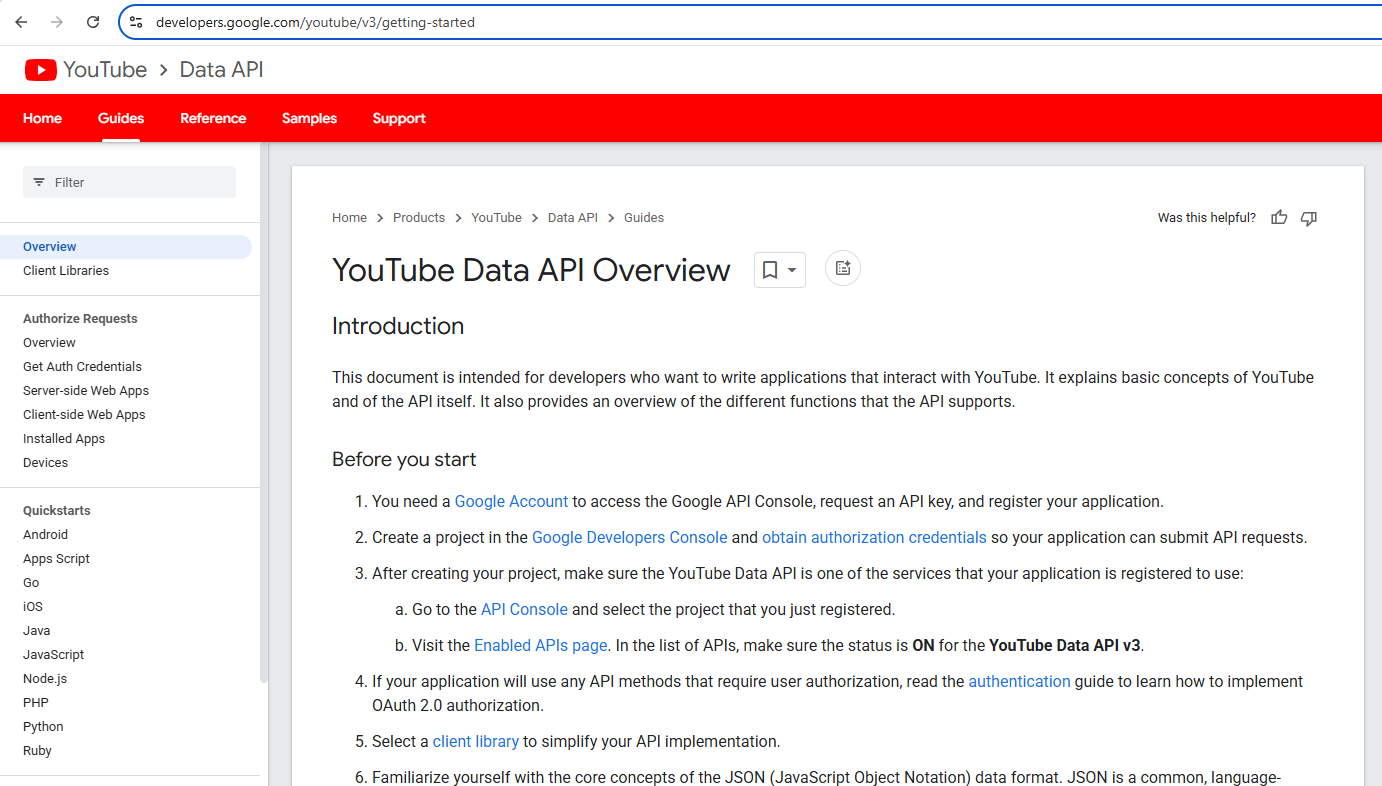 developers.google.com/youtube/v3/getting-started
YouTube Data API
Home Guides Reference Samples Support
Filter
Overview
Client Libraries
Authorize Requests
Overview
Get Auth Credentials
Server-side Web Apps
Client-side Web Apps
Installed Apps
Devices
Quickstarts
Android
Apps Script
Go
iOS
Java
JavaScript
Node.js
PHP
Python
Ruby
Home Products YouTube Data API Guides
Was this helpful?
YouTube Data API Overview
Introduction
This document is intended for developers who want to write applications that interact with YouTube. It explains basic concepts of YouTube
and of the API itself. It also provides an overview of the different functions that the API supports.
Before you start
1. You need a Google Account to access the Google API Console, request an API key, and register your application.
2. Create a project in the Google Developers Console and obtain authorization credentials so your application can submit API requests.
3. After creating your project, make sure the YouTube Data API is one of the services that your application is registered to use:
a. Go to the API Console and select the project that you just registered.
b. Visit the Enabled APIs page. In the list of APIs, make sure the status is ON for the YouTube Data API v3.
4. If your application will use any API methods that require user authorization, read the authentication guide to learn how to implement
OAuth 2.0 authorization.
5. Select a client library to simplify your API implementation.
6. Familiarize yourself with the core concepts of the JSON (JavaScript Object Notation) data format. JSON is a common, language-